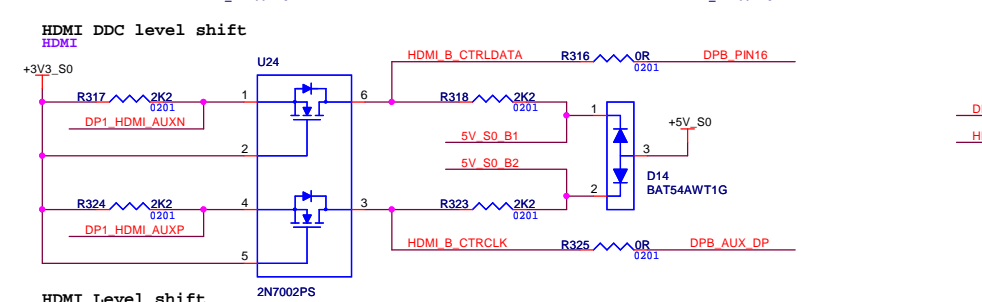 HDMI DDC level shift
HDMI
+3V3_S0
U24
HDMI_B_CTRLDATA
R316
0R
0201
DPB_PIN16
R317
2K2
0201
1
6
R318
2K2
0201
1
DP1_HDMI_AUXN
5V_S0_B1
+5V_S0
2
3
5V_S0_B2
D14
BAT54AWT1G
2
R324
2K2
0201
4
3
R323
2K2
0201
DP1_HDMI_AUXP
HDMI_B_CTRCLK
R325
0R
0201
DPB_AUX_DP
5
2N7002PS
HDMI Level shift